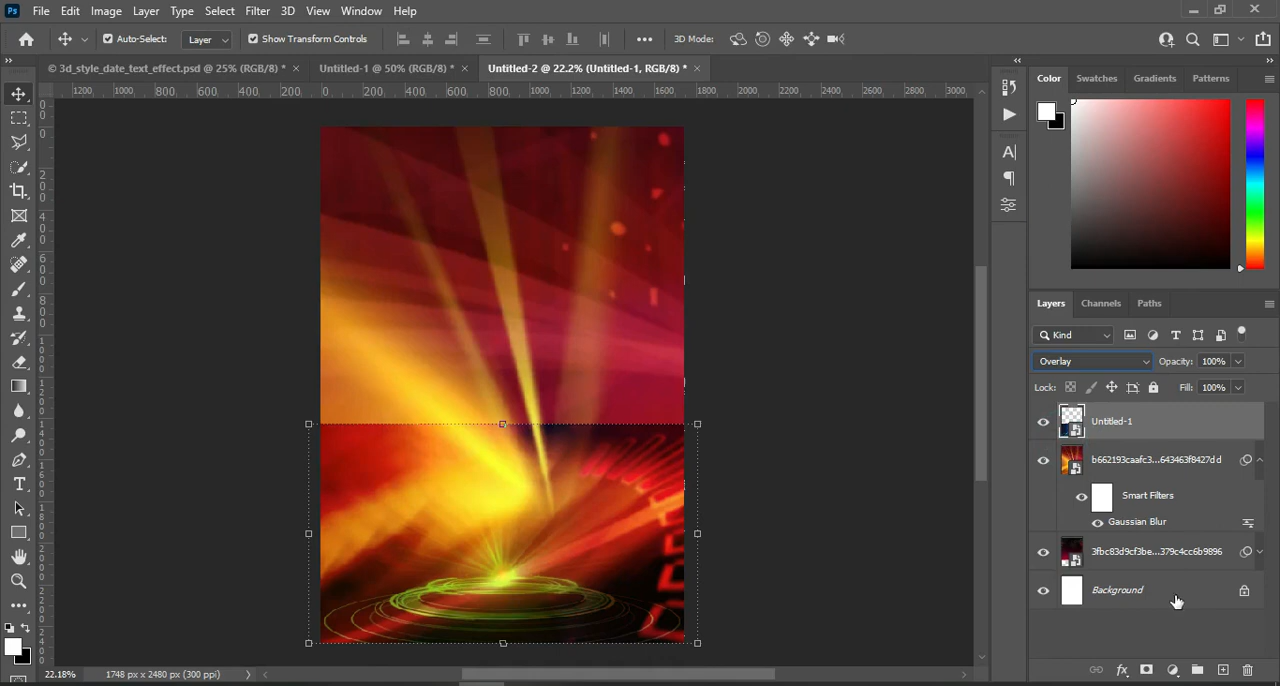 Ps File Edit Image Layer Type Select Filter 3D View Window Help
Auto-Select: Layer Show Transform Controls 3D Mode:
© 3d_style_date_text_effect.psd @ 25% (RGB/8) * × Untitled-1 @ 50% (RGB/8) * × Untitled-2 @ 22.2% (Untitled-1, RGB/8) * ×
1200 1000 800 600 400 200 0 200 400 600 800 1000 1200 1400 1600 1800 2000 2200 2400 2600 2800 3000
Color Swatches Gradients Patterns
Layers Channels Paths
Kind
Overlay Opacity: 100%
Lock: Fill: 100%
Untitled-1
b662193caafc3...643463f8427dd
Smart Filters
Gaussian Blur
3fbc83d9cf3be...379c4cc6b9896
Background
22.18% 1748 px x 2480 px (300 ppi)